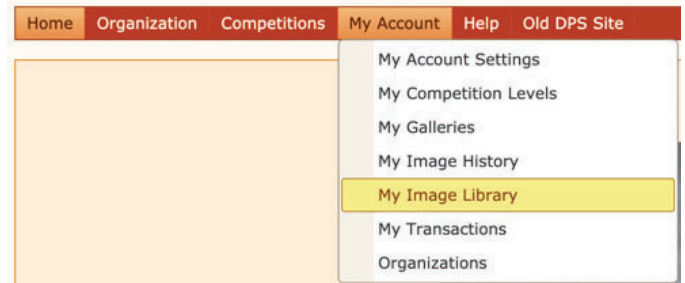 Home Organization Competitions My Account Help Old DPS Site
My Account Settings
My Competition Levels
My Galleries
My Image History
My Image Library
My Transactions
Organizations